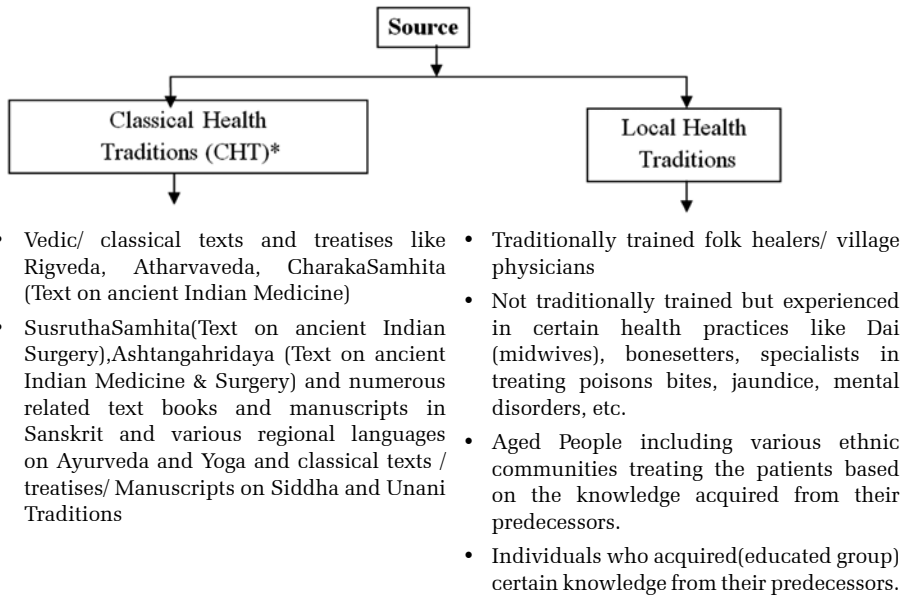 Source
Classical Health
Traditions (CHT)*
Local Health
Traditions
• Vedic/ classical texts and treatises like
Rigveda, Atharvaveda, CharakaSamhita
(Text on ancient Indian Medicine)
• SusruthaSamhita(Text on ancient Indian
Surgery),Ashtangahridaya (Text on ancient
Indian Medicine & Surgery) and numerous
related text books and manuscripts in
Sanskrit and various regional languages
on Ayurveda and Yoga and classical texts /
treatises/ Manuscripts on Siddha and Unani
Traditions
• Traditionally trained folk healers/ village
physicians
• Not traditionally trained but experienced
in certain health practices like Dai
(midwives), bonesetters, specialists in
treating poisons bites, jaundice, mental
disorders, etc.
• Aged People including various ethnic
communities treating the patients based
on the knowledge acquired from their
predecessors.
• Individuals who acquired(educated group)
certain knowledge from their predecessors.